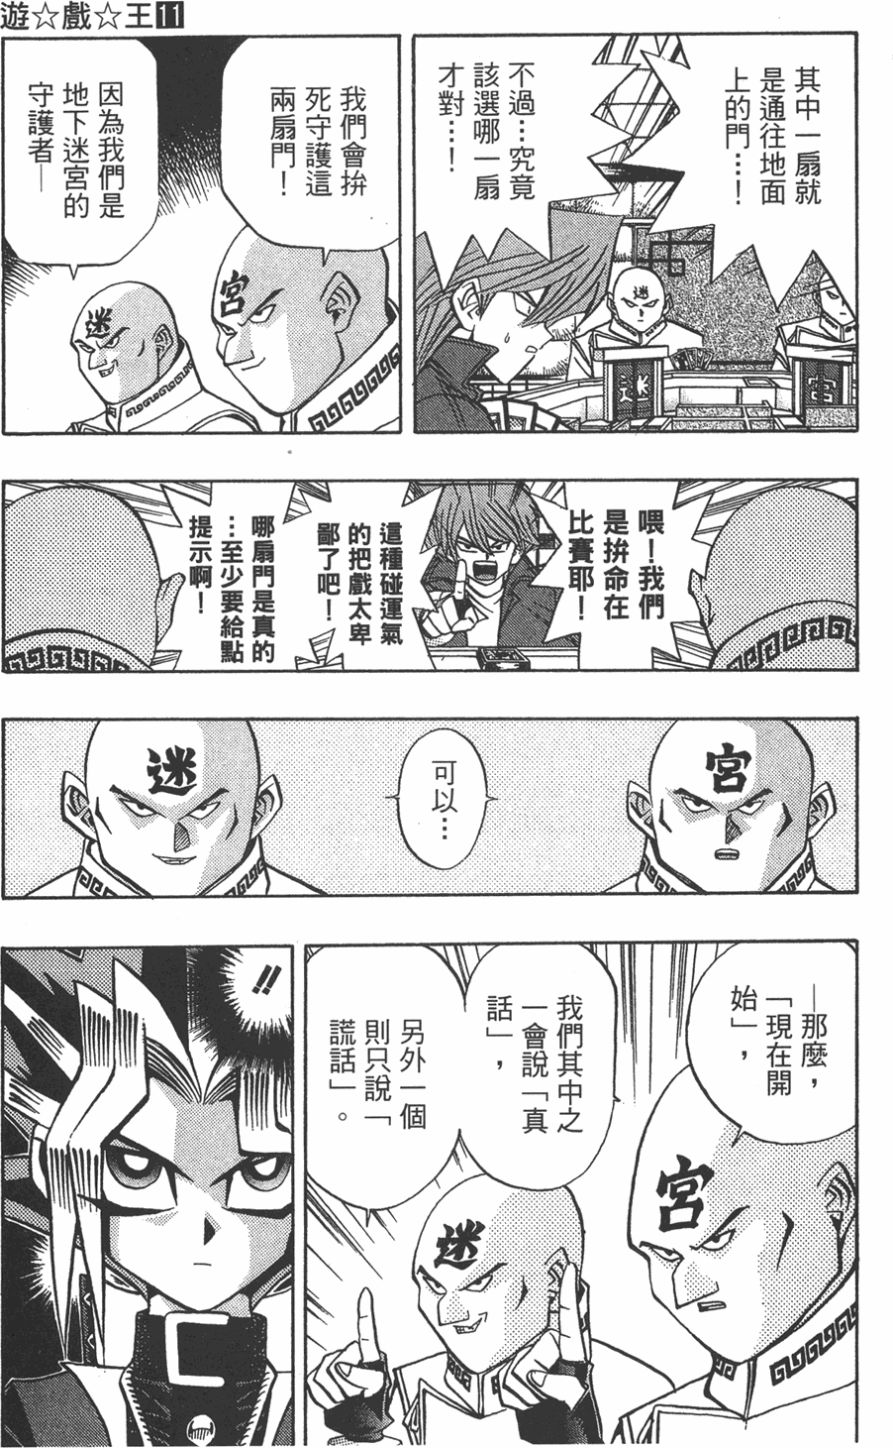 遊☆戲☆王11
其中一扇就
是通往地面
上的門…！
不過…究竟
該選哪一扇
才對…！
迷
迷
宮
我們會拚
死守護這
兩扇門！
因為我們是
地下迷宮的
守護者—
宮
迷
喂！我們
是拚命在
比賽耶！
這種碰運氣
的把戲太卑
鄙了吧！
哪扇門是真的
…至少要給點
提示啊！
宮
可以…
迷
—那麼，
「現在開
始」，
我們其中之
一會說「真
話」，
另外一個
則只說「
謊話」。
宮
迷
!!